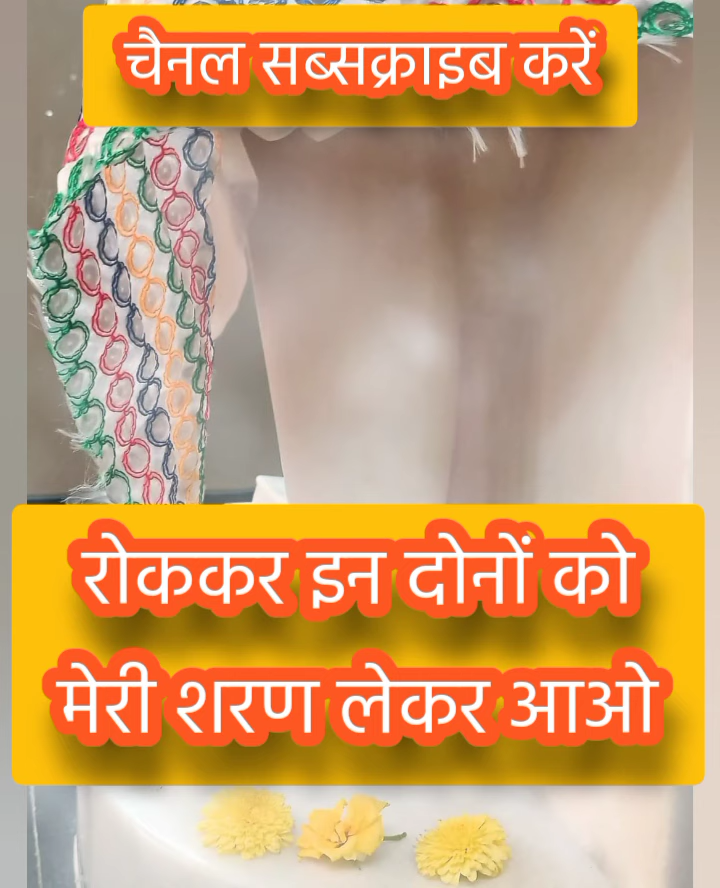 चैनल सब्सक्राइब करें
रोककर इन दोनों को
मेरी शरण लेकर आओ